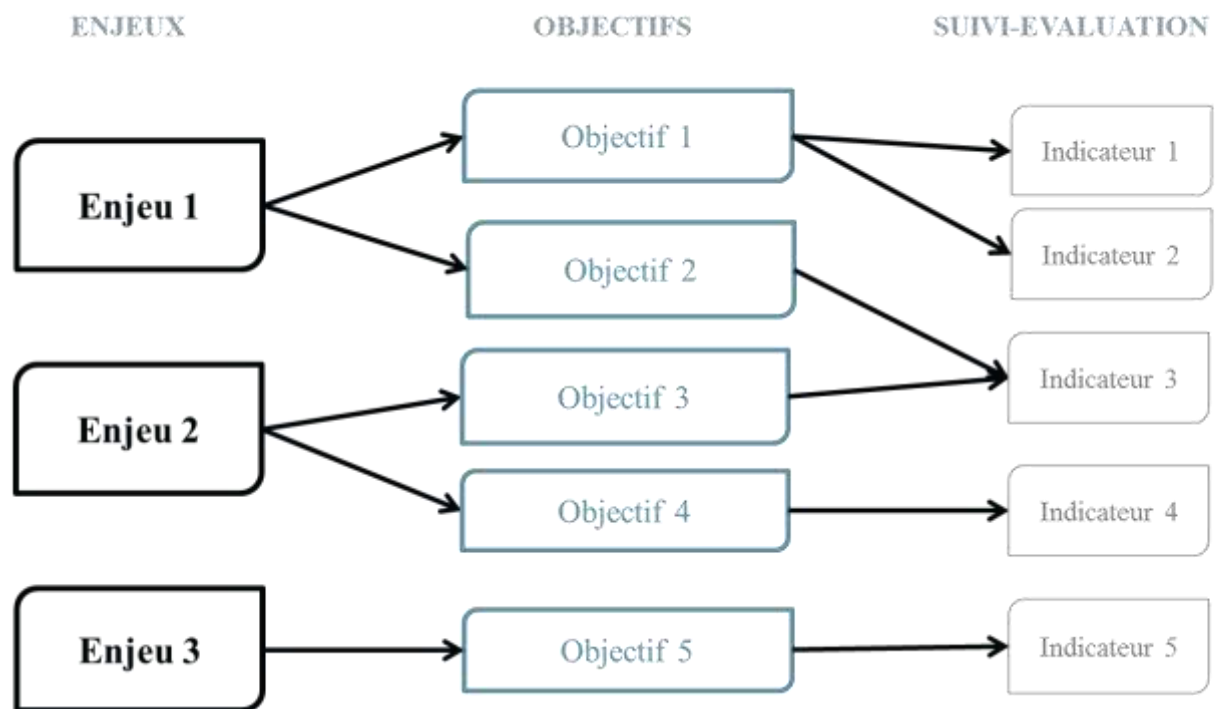 ENJEUX
OBJECTIFS
SUIVI-EVALUATION
Enjeu 1
Objectif 1
Indicateur 1
Indicateur 2
Objectif 2
Enjeu 2
Objectif 3
Indicateur 3
Objectif 4
Indicateur 4
Enjeu 3
Objectif 5
Indicateur 5